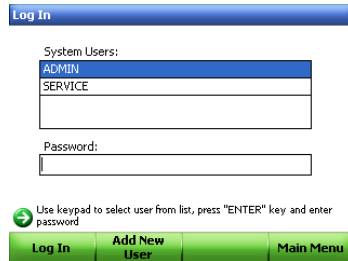 Log In
System Users:
ADMIN
SERVICE
Password:
Use keypad to select user from list, press "ENTER" key and enter
password
Log In
Add New
User
Main Menu